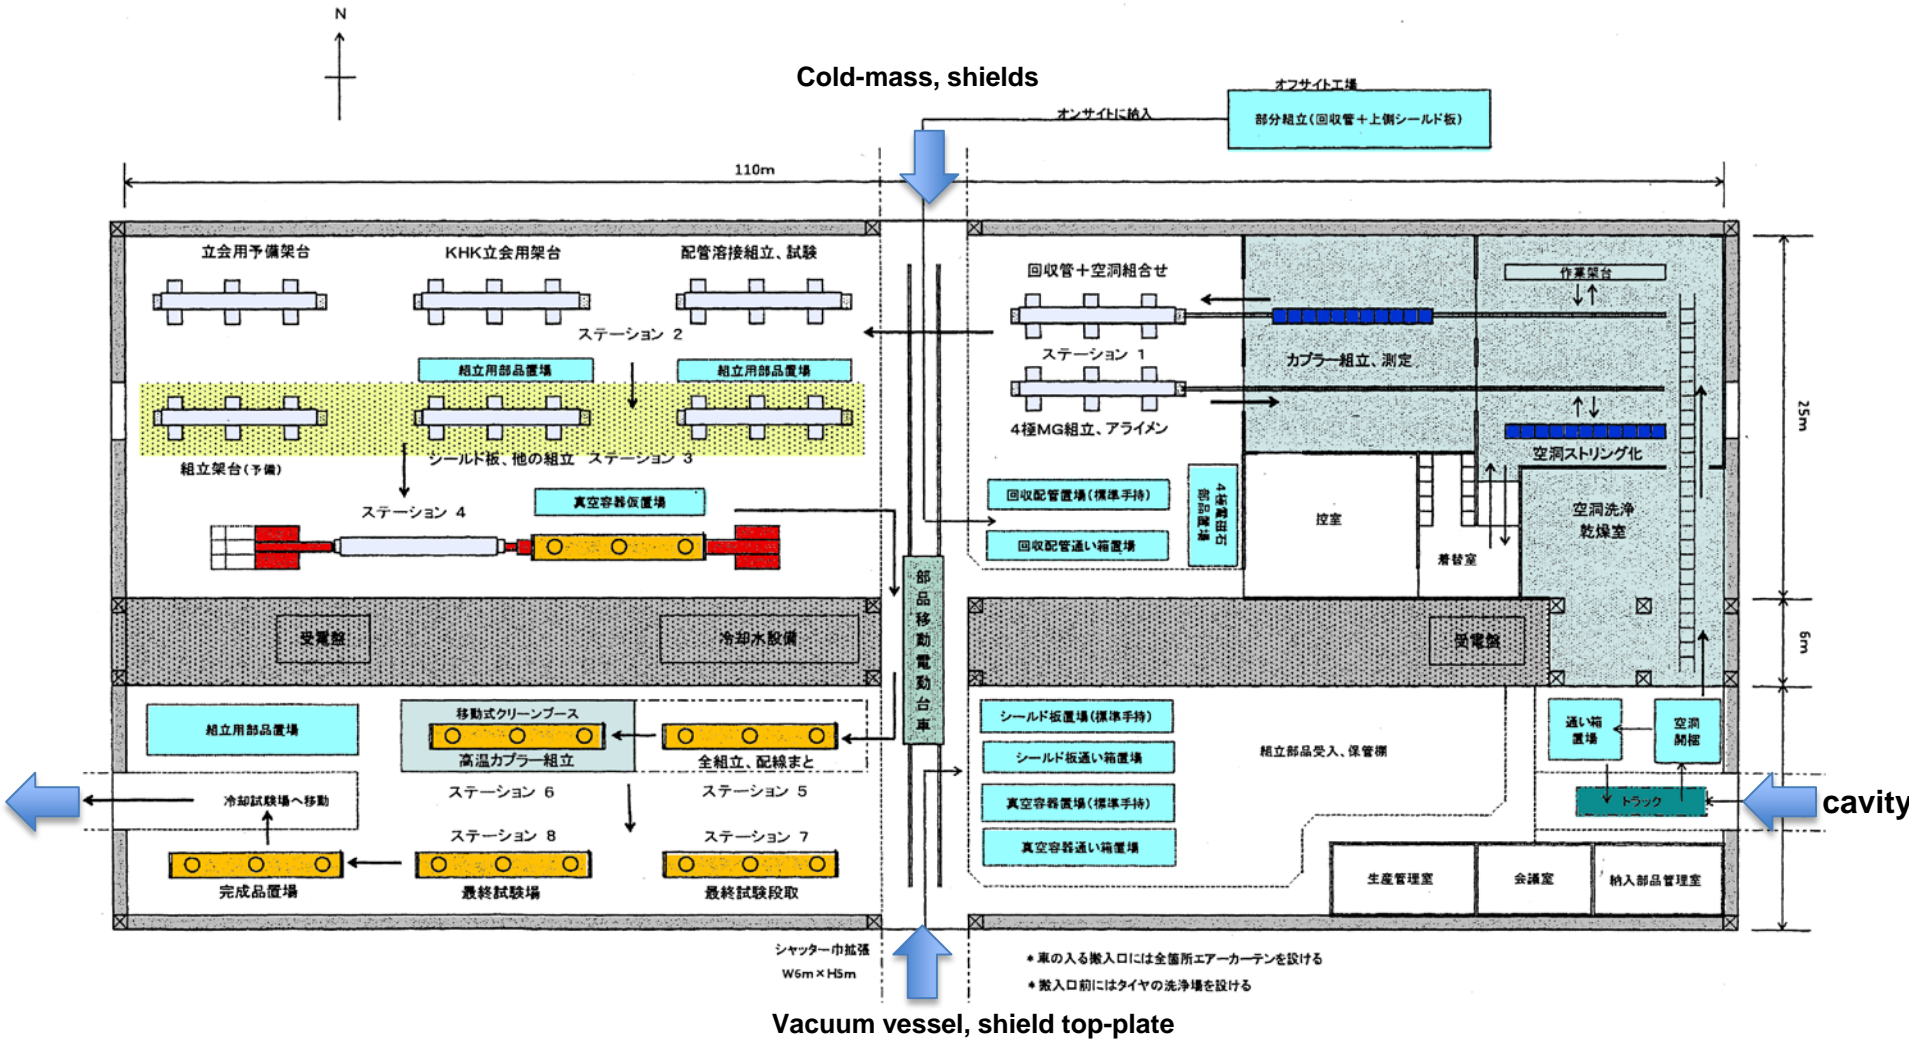 N
Cold-mass, shields
オフサイト工場
オンサイトに納入
部分組立(回収管＋上側シールド板)
110m
立会用予備架台
KHK立会用架台
配管溶接組立、試験
回収管＋空洞組合せ
作業架台
ステーション 2
ステーション 1
カプラー組立、測定
組立用部品置場
組立用部品置場
25m
4極MG組立、アライメン
空洞ストリング化
シールド板、他の組立 ステーション 3
組立架台(予備)
回収配管置場(標準手持)
4極電磁石
部品置場
真空容器仮置場
ステーション 4
控室
空洞洗浄
乾燥室
回収配管通い箱置場
着替室
部品移動電動台車
受電盤
冷却水設備
受電盤
6m
移動式クリーンブース
組立用部品置場
高温カプラー組立
全組立、配線まと
シールド板置場(標準手持)
シールド板通い箱置場
組立部品受入、保管棚
通い箱
置場
空洞
開梱
冷却試験場へ移動
ステーション 6
ステーション 5
真空容器置場(標準手持)
トラック
cavity
ステーション 8
ステーション 7
真空容器通い箱置場
完成品置場
最終試験場
最終試験段取
生産管理室
会議室
納入部品管理室
シャッター巾拡張
W6m×H5m
* 車の入る搬入口には全箇所エアーカーテンを設ける
* 搬入口前にはタイヤの洗浄場を設ける
Vacuum vessel, shield top-plate